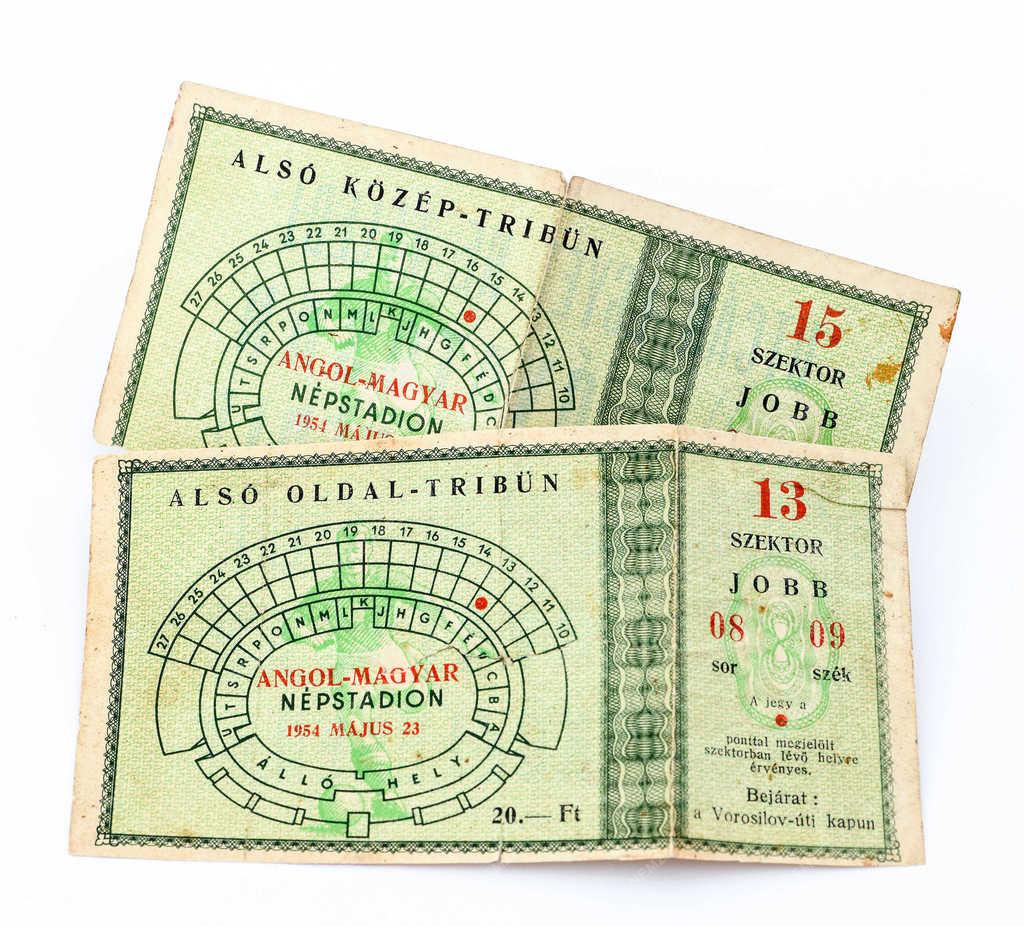 ALSÓ KÖZÉP-TRIBÜN
27 26 25 24 23 22 21 20 19 18 17 16 15 14 13 12 11 10
U T S R P O N M L K J H G F É D C
ANGOL-MAGYAR
NÉPSTADION
1954 MÁJUS
15
SZEKTOR
JOBB
ALSÓ OLDAL-TRIBÜN
27 26 25 24 23 22 21 20 19 18 17 16 15 14 13 12 11 10
U T S R P O N M L K J H G F É D C B A
ANGOL-MAGYAR
NÉPSTADION
1954 MÁJUS 23
ÁLLÓ HELY
20.— Ft
13
SZEKTOR
JOBB
08 09
sor szék
A jegy a
ponttal megjelölt
szektorban lévő helyre
érvényes.
Bejárat :
a Vorosilov-úti kapun